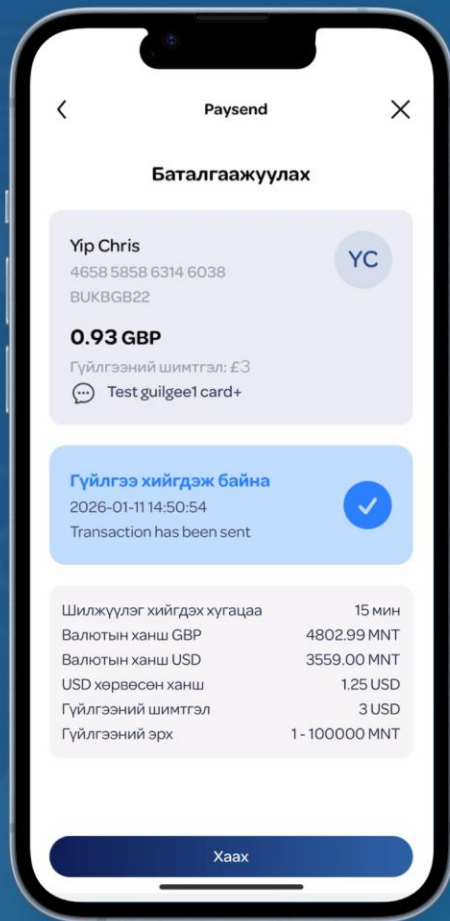 Paysend
Баталгаажуулах
Yip Chris
YC
4658 5858 6314 6038
BUKBGB22
0.93 GBP
Гүйлгээний шимтгэл: £3
Test guilgee1 card+
Гүйлгээ хийгдэж байна
2026-01-11 14:50:54
Transaction has been sent
Шилжүүлэг хийгдэх хугацаа 15 мин
Валютын ханш GBP 4802.99 MNT
Валютын ханш USD 3559.00 MNT
USD хөрвөсөн ханш 1.25 USD
Гүйлгээний шимтгэл 3 USD
Гүйлгээний эрх 1 - 100000 MNT
Хаах